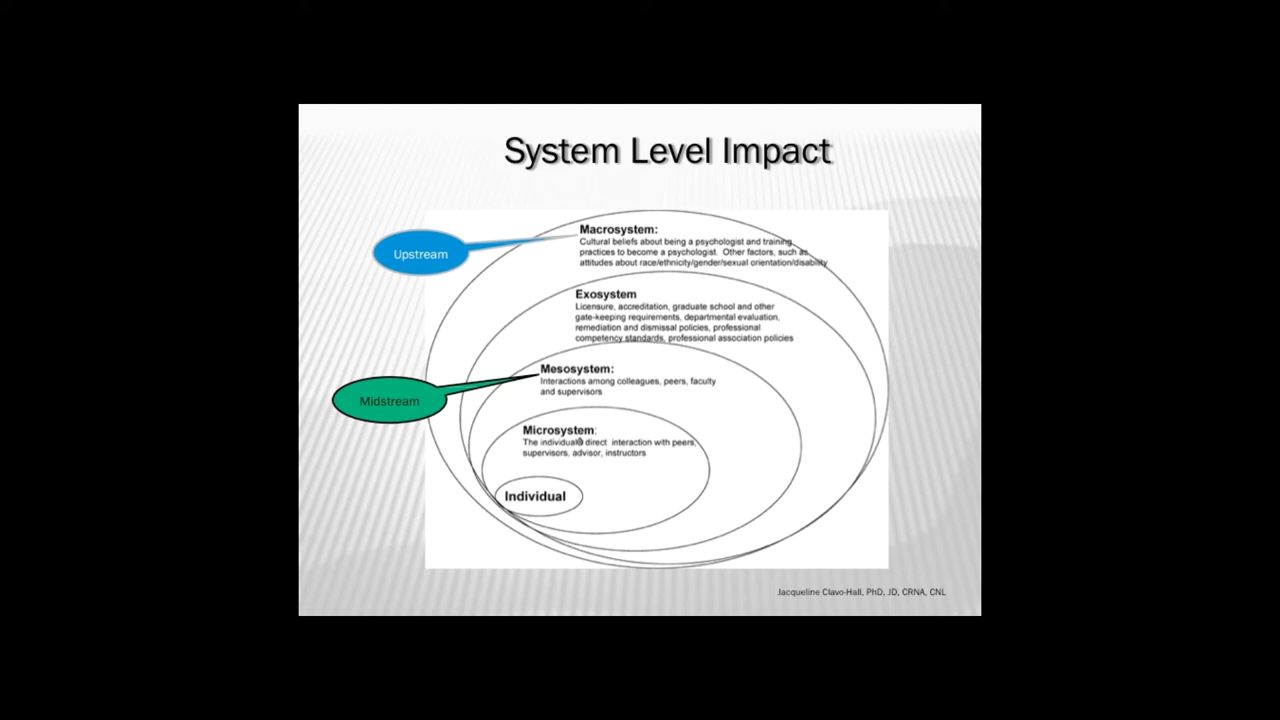 System Level Impact
Upstream
Macrosystem:
Cultural beliefs about being a psychologist and training
practices to become a psychologist. Other factors, such as
attitudes about race/ethnicity/gender/sexual orientation/disability
Exosystem
Licensure, accreditation, graduate school and other
gate-keeping requirements, departmental evaluation,
remediation and dismissal policies, professional
competency standards, professional association policies
Midstream
Mesosystem:
Interactions among colleagues, peers, faculty
and supervisors
Microsystem:
The individual direct interaction with peers,
supervisors, advisor, instructors
Individual
Jacqueline Clavo-Hall, PhD, JD, CRNA, CNL